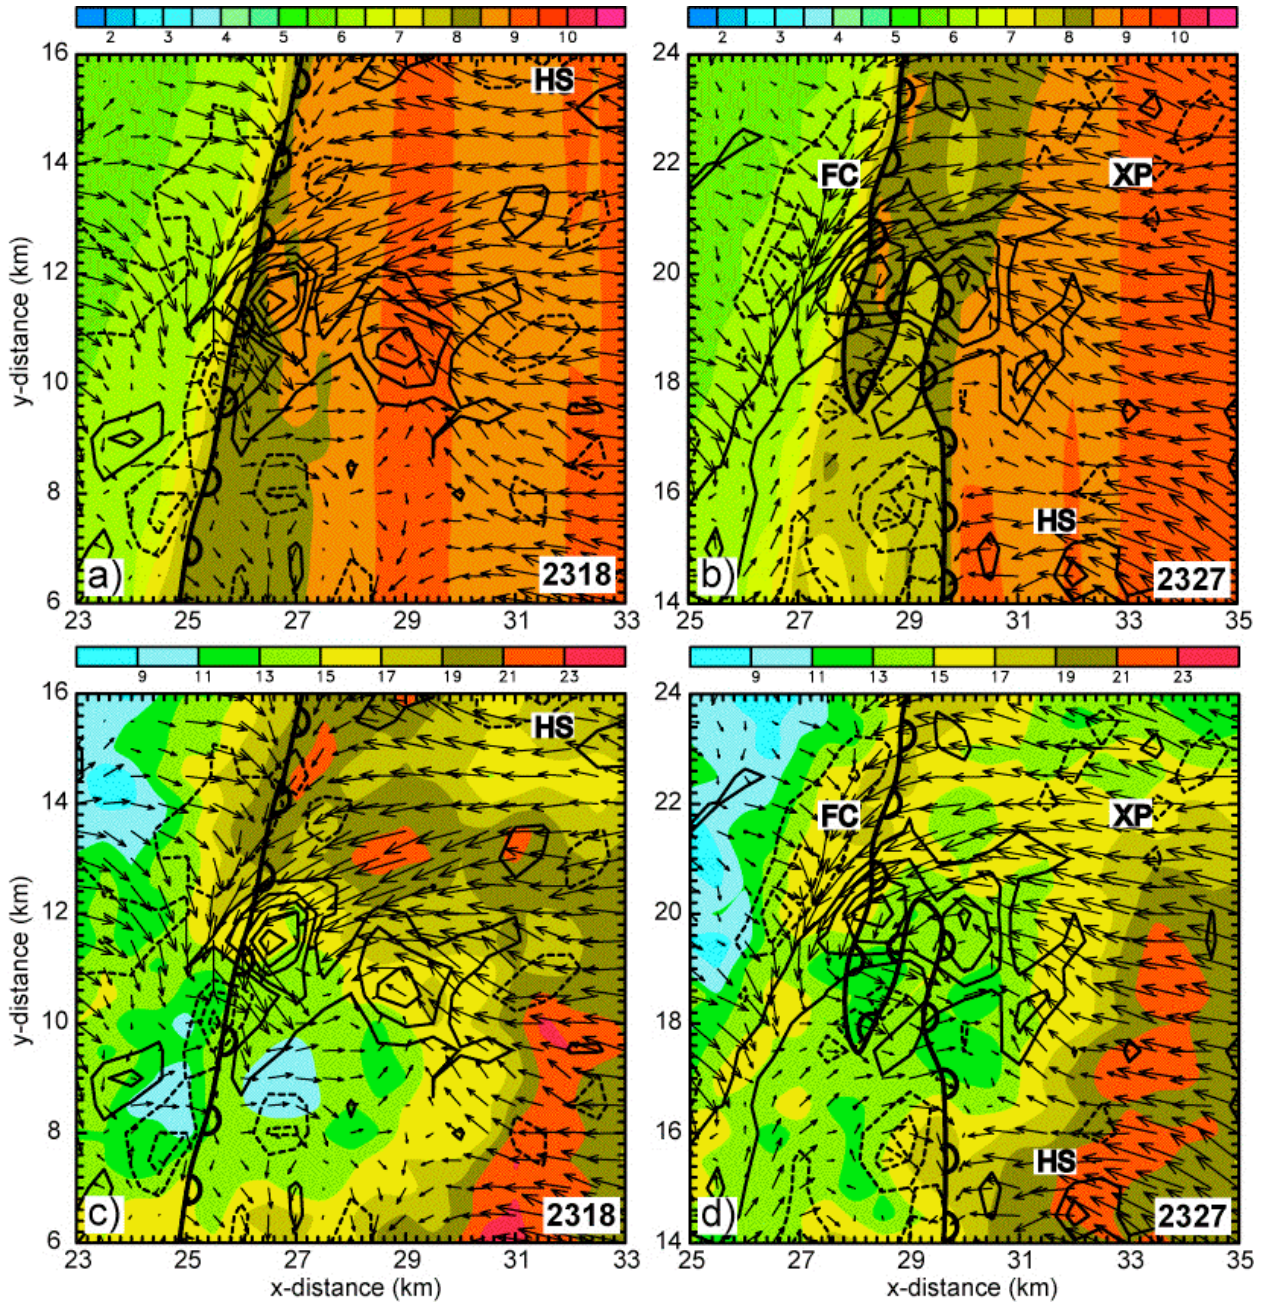 2 3 4 5 6 7 8 9 10
2 3 4 5 6 7 8 9 10
16 14 12 10 8 6
y-distance (km)
HS
a)
2318
23 25 27 29 31 33
24 22 20 18 16 14
FC
XP
HS
b)
2327
25 27 29 31 33 35
9 11 13 15 17 19 21 23
9 11 13 15 17 19 21 23
16 14 12 10 8 6
y-distance (km)
HS
c)
2318
23 25 27 29 31 33
x-distance (km)
24 22 20 18 16 14
FC
XP
HS
d)
2327
25 27 29 31 33 35
x-distance (km)